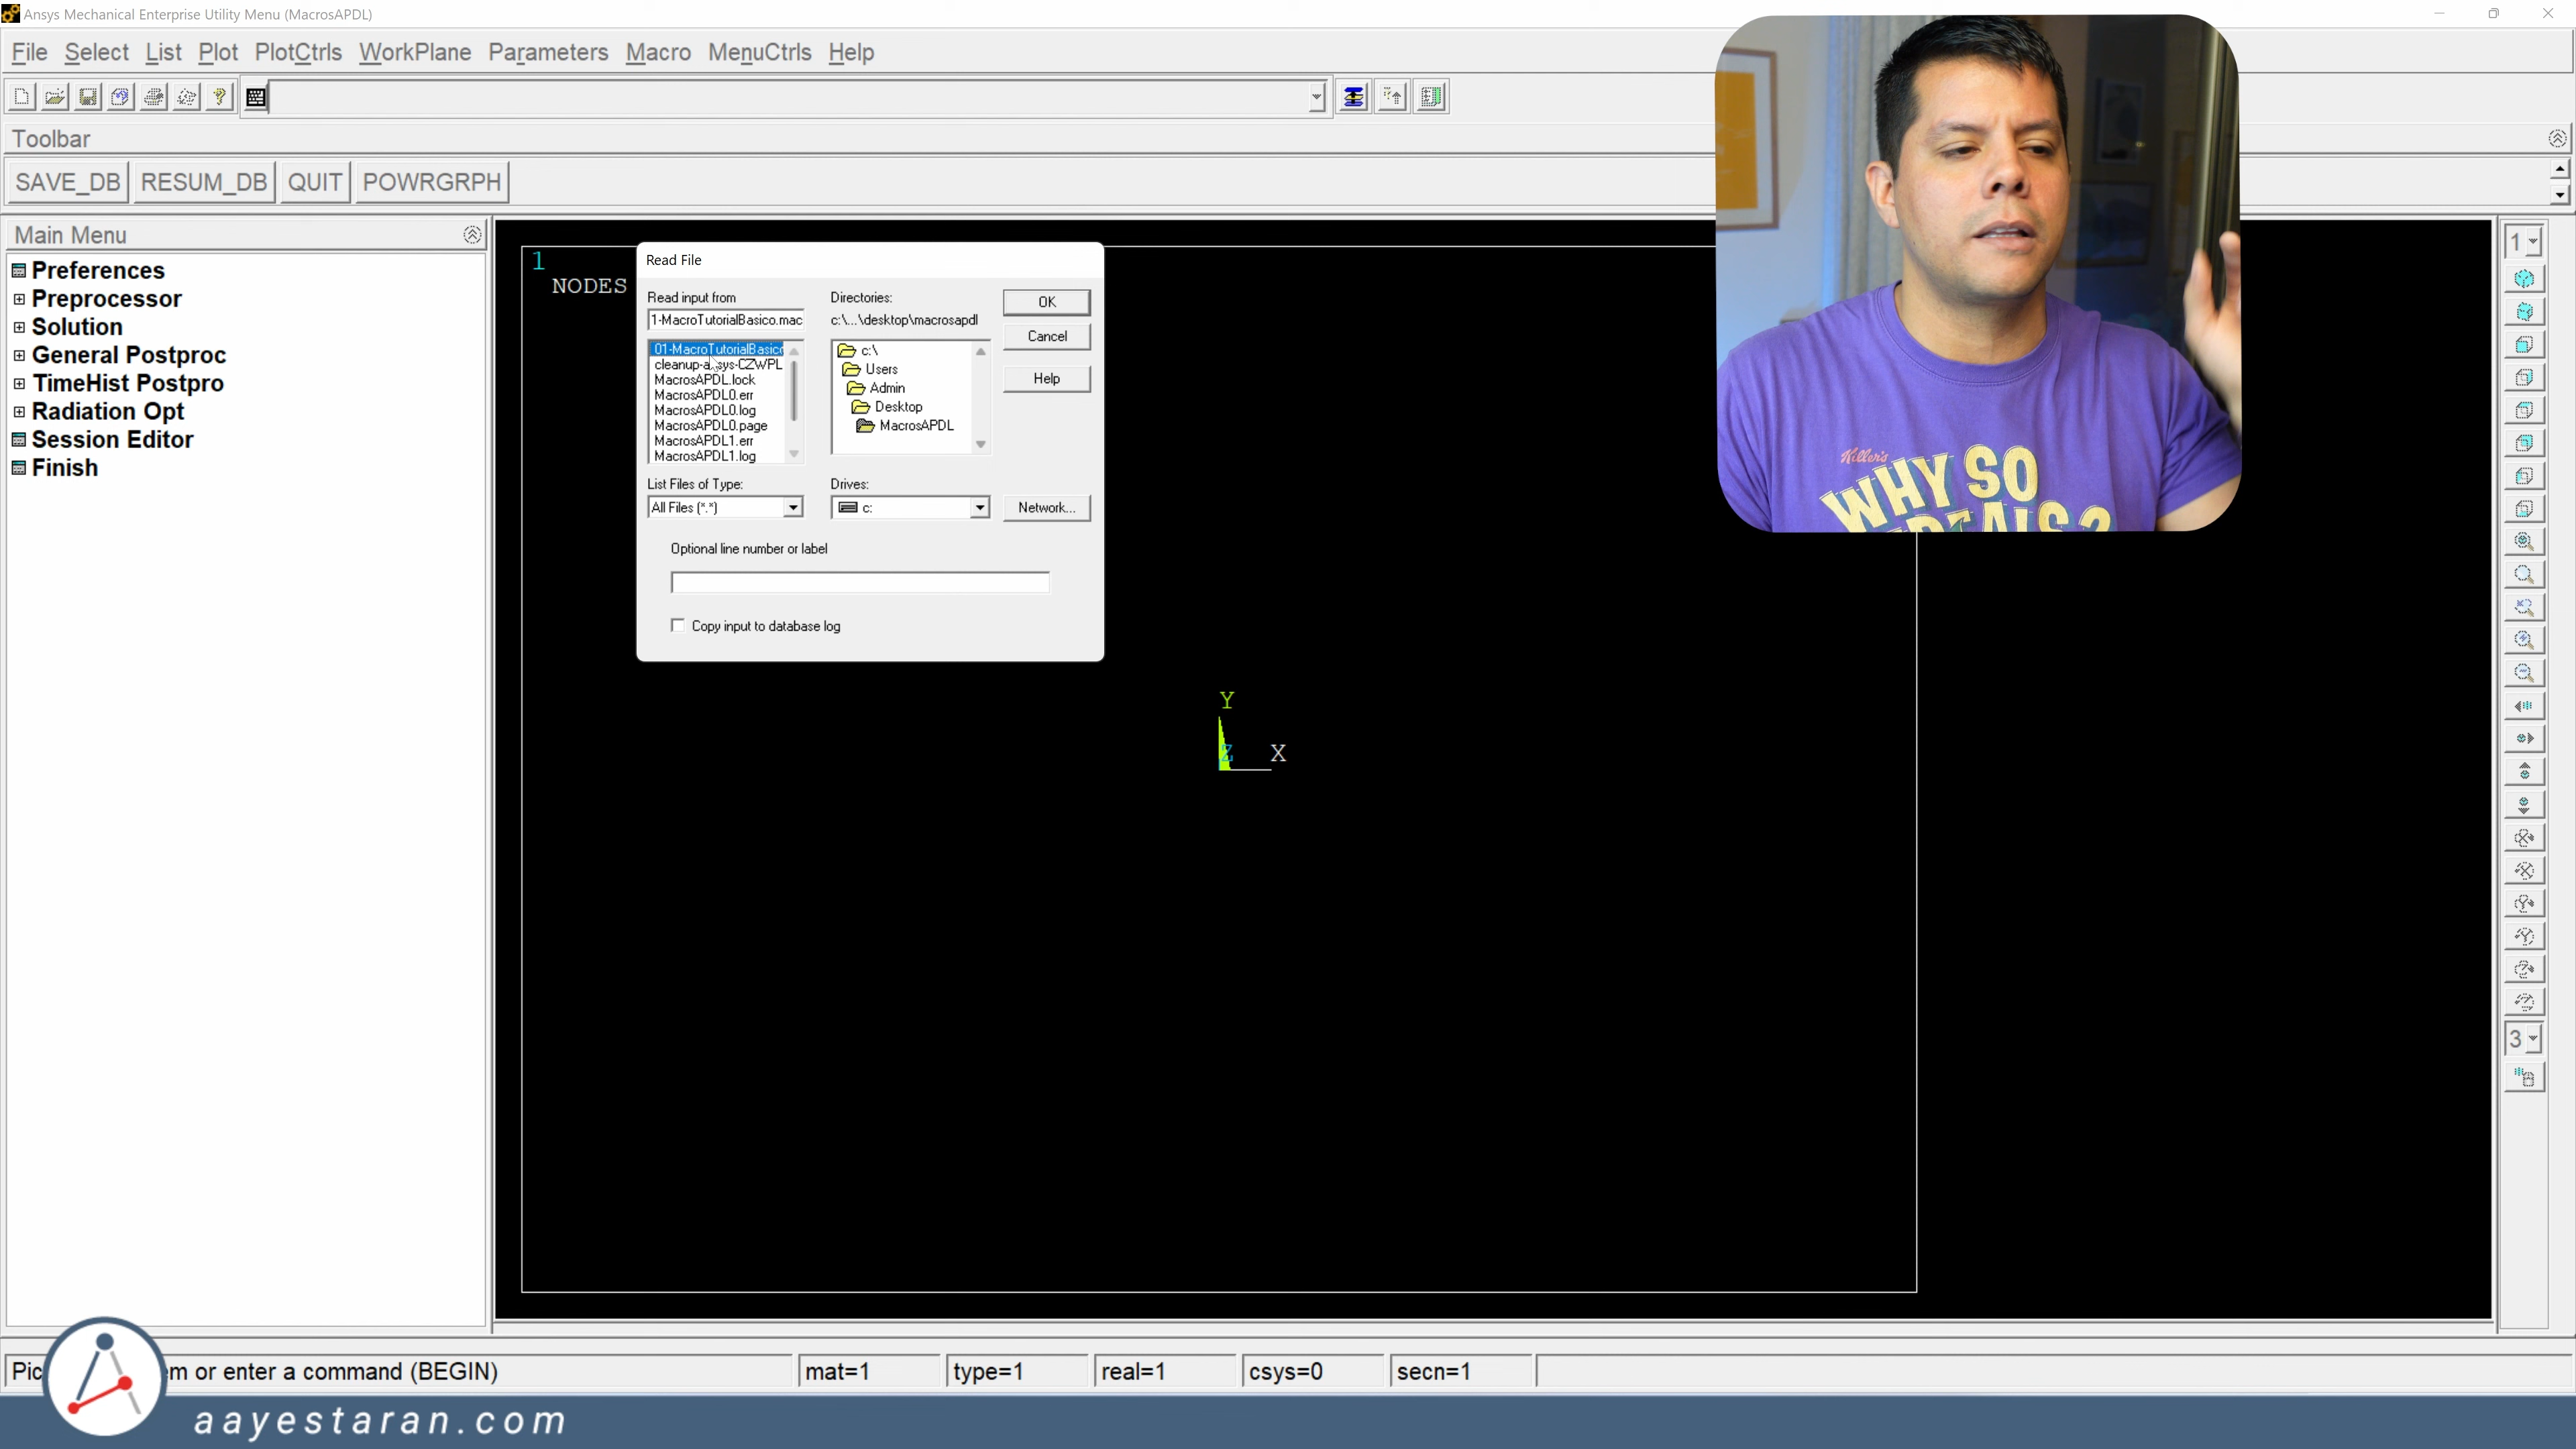 Ansys Mechanical Enterprise Utility Menu (MacrosAPDL)
File Select List Plot PlotCtrls WorkPlane Parameters Macro MenuCtrls Help
Toolbar
SAVE_DB RESUM_DB QUIT POWRGRPH
Main Menu
Preferences
Preprocessor
Solution
General Postproc
TimeHist Postpro
Radiation Opt
Session Editor
Finish
1
NODES
Read File
Read input from
1-MacroTutorialBasico.mac
01-MacroTutorialBasico
MacrosAPDL.lock
MacrosAPDL0.err
MacrosAPDL0.log
MacrosAPDL0.page
MacrosAPDL1.err
MacrosAPDL1.log
List Files of Type:
All Files (*.*)
Directories:
c:\...\desktop\macrosapdl
c:\
Users
Admin
Desktop
MacrosAPDL
Drives:
c:
OK
Cancel
Help
Network...
Optional line number or label
Copy input to database log
Y
Z X
Killer's
WHY SO
1
3
Pic
m or enter a command (BEGIN)
mat=1
type=1
real=1
csys=0
secn=1
aayestaran.com